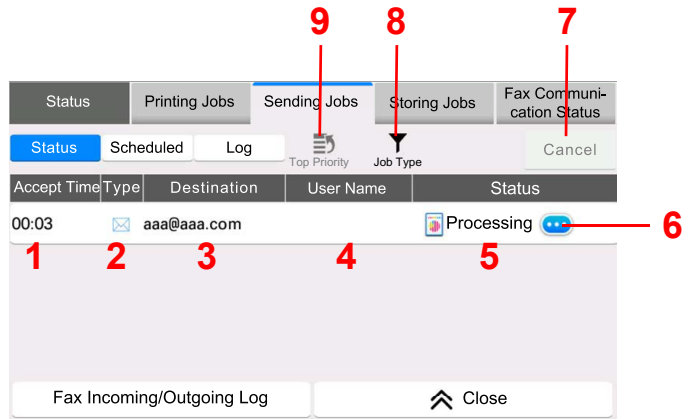 9 8 7
Status Printing Jobs Sending Jobs Storing Jobs Fax Communi-
cation Status
Status Scheduled Log Top Priority Job Type Cancel
Accept Time Type Destination User Name Status
00:03 aaa@aaa.com Processing 6
1 2 3 4 5
Fax Incoming/Outgoing Log Close